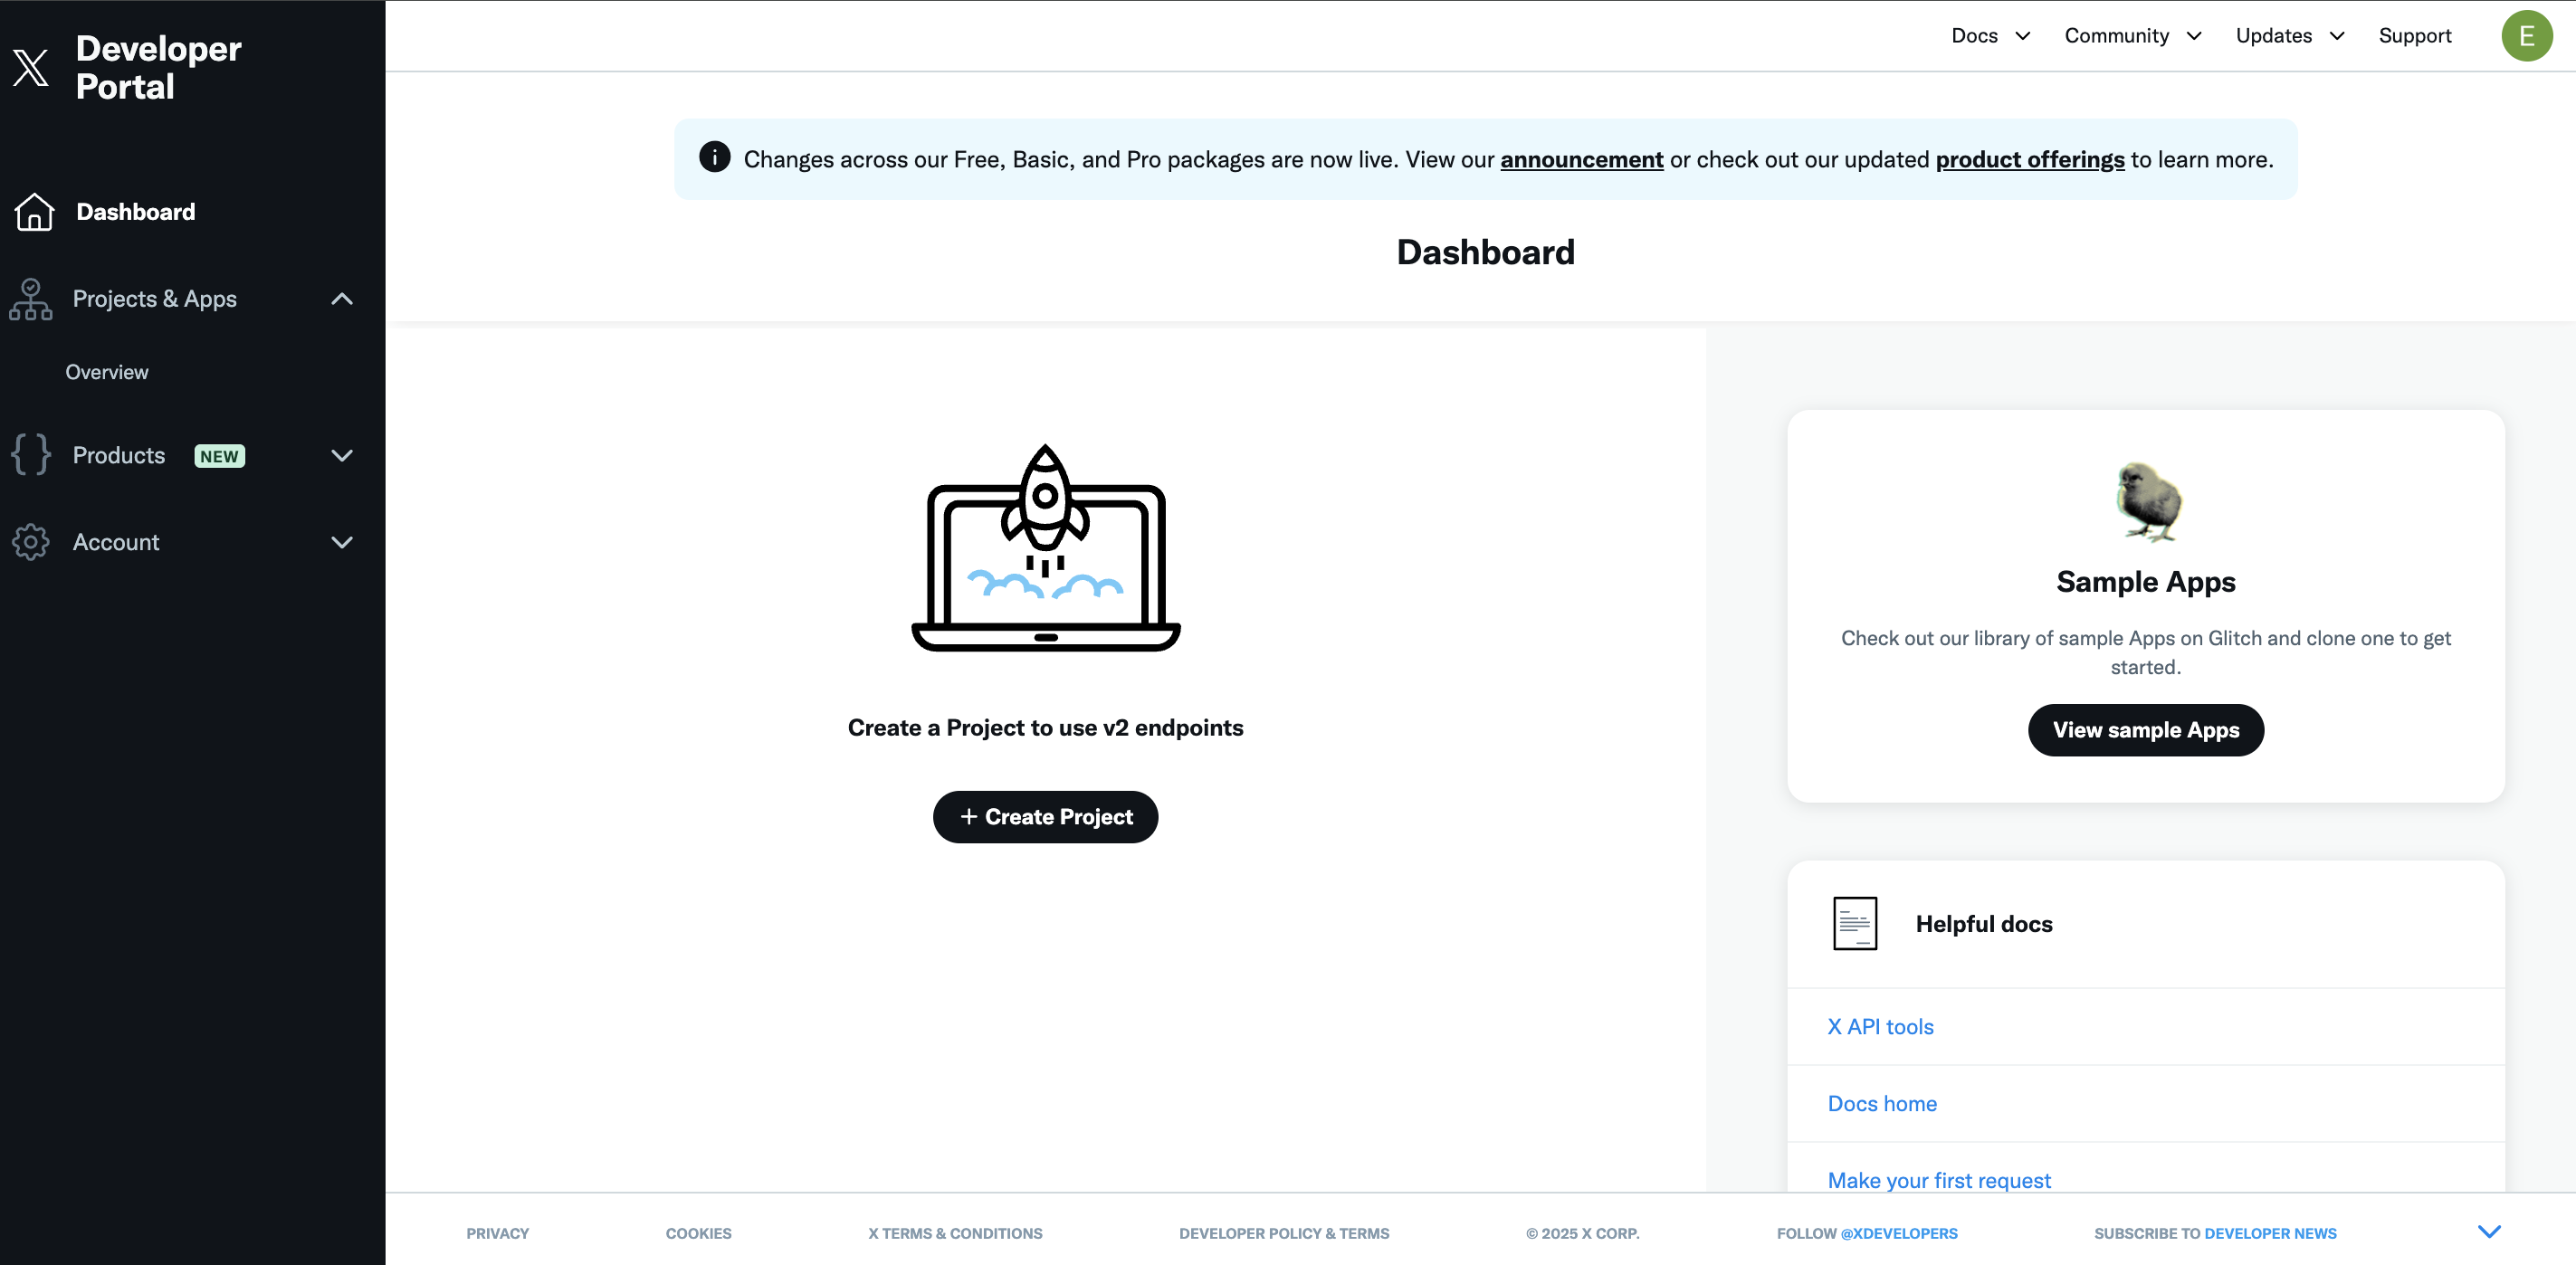 Developer
Portal
Dashboard
Projects & Apps
Overview
Products NEW
Account
Docs Community Updates Support E
Changes across our Free, Basic, and Pro packages are now live. View our announcement or check out our updated product offerings to learn more.
Dashboard
Create a Project to use v2 endpoints
+ Create Project
Sample Apps
Check out our library of sample Apps on Glitch and clone one to get
started.
View sample Apps
Helpful docs
X API tools
Docs home
Make your first request
PRIVACY COOKIES X TERMS & CONDITIONS DEVELOPER POLICY & TERMS © 2025 X CORP. FOLLOW @XDEVELOPERS SUBSCRIBE TO DEVELOPER NEWS